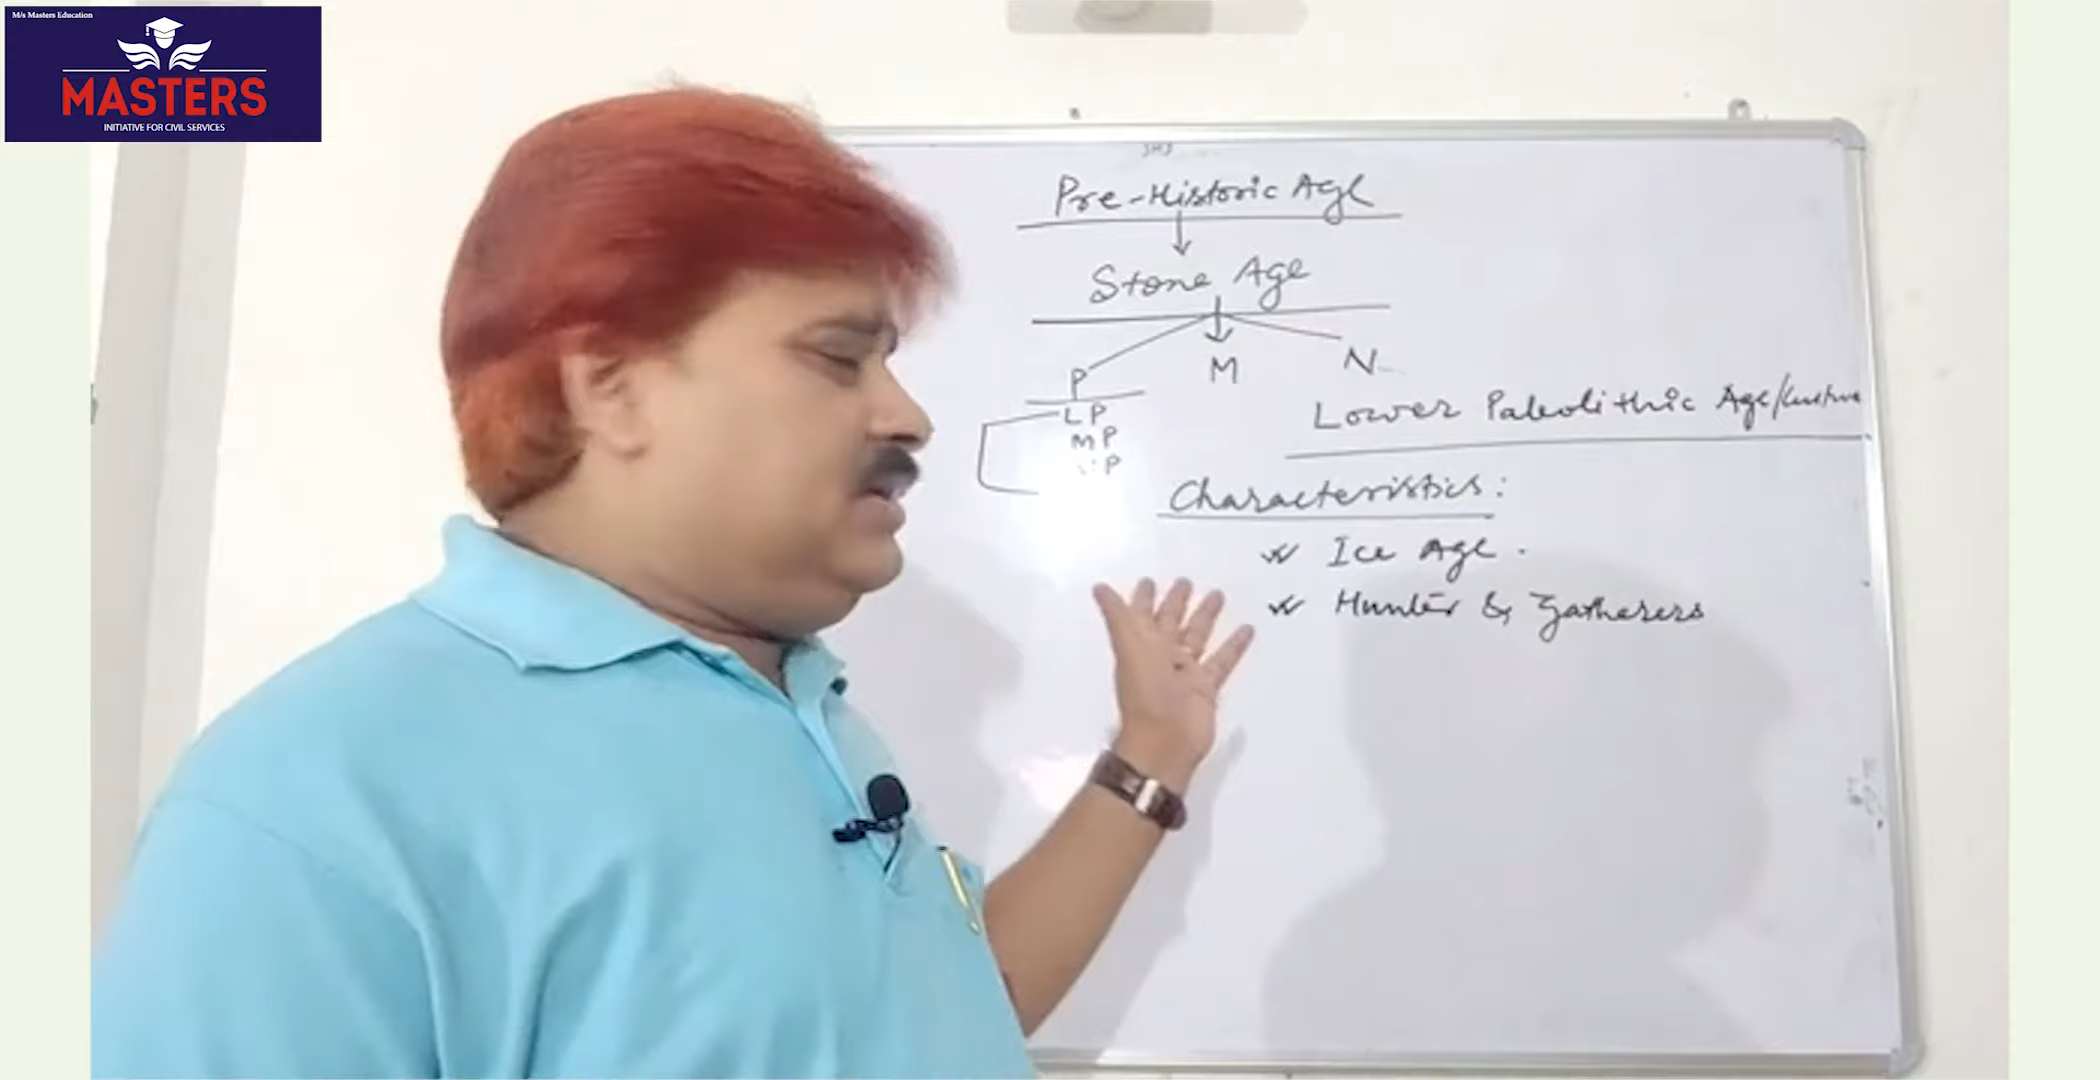 M/s Masters Education
MASTERS
INITIATIVE FOR CIVIL SERVICES
Pre-Historic Age
Stone Age
P M N
LP
MP
UP
Lower Paleolithic Age/
Characteristics:
Ice Age.
Hunter & gatherers